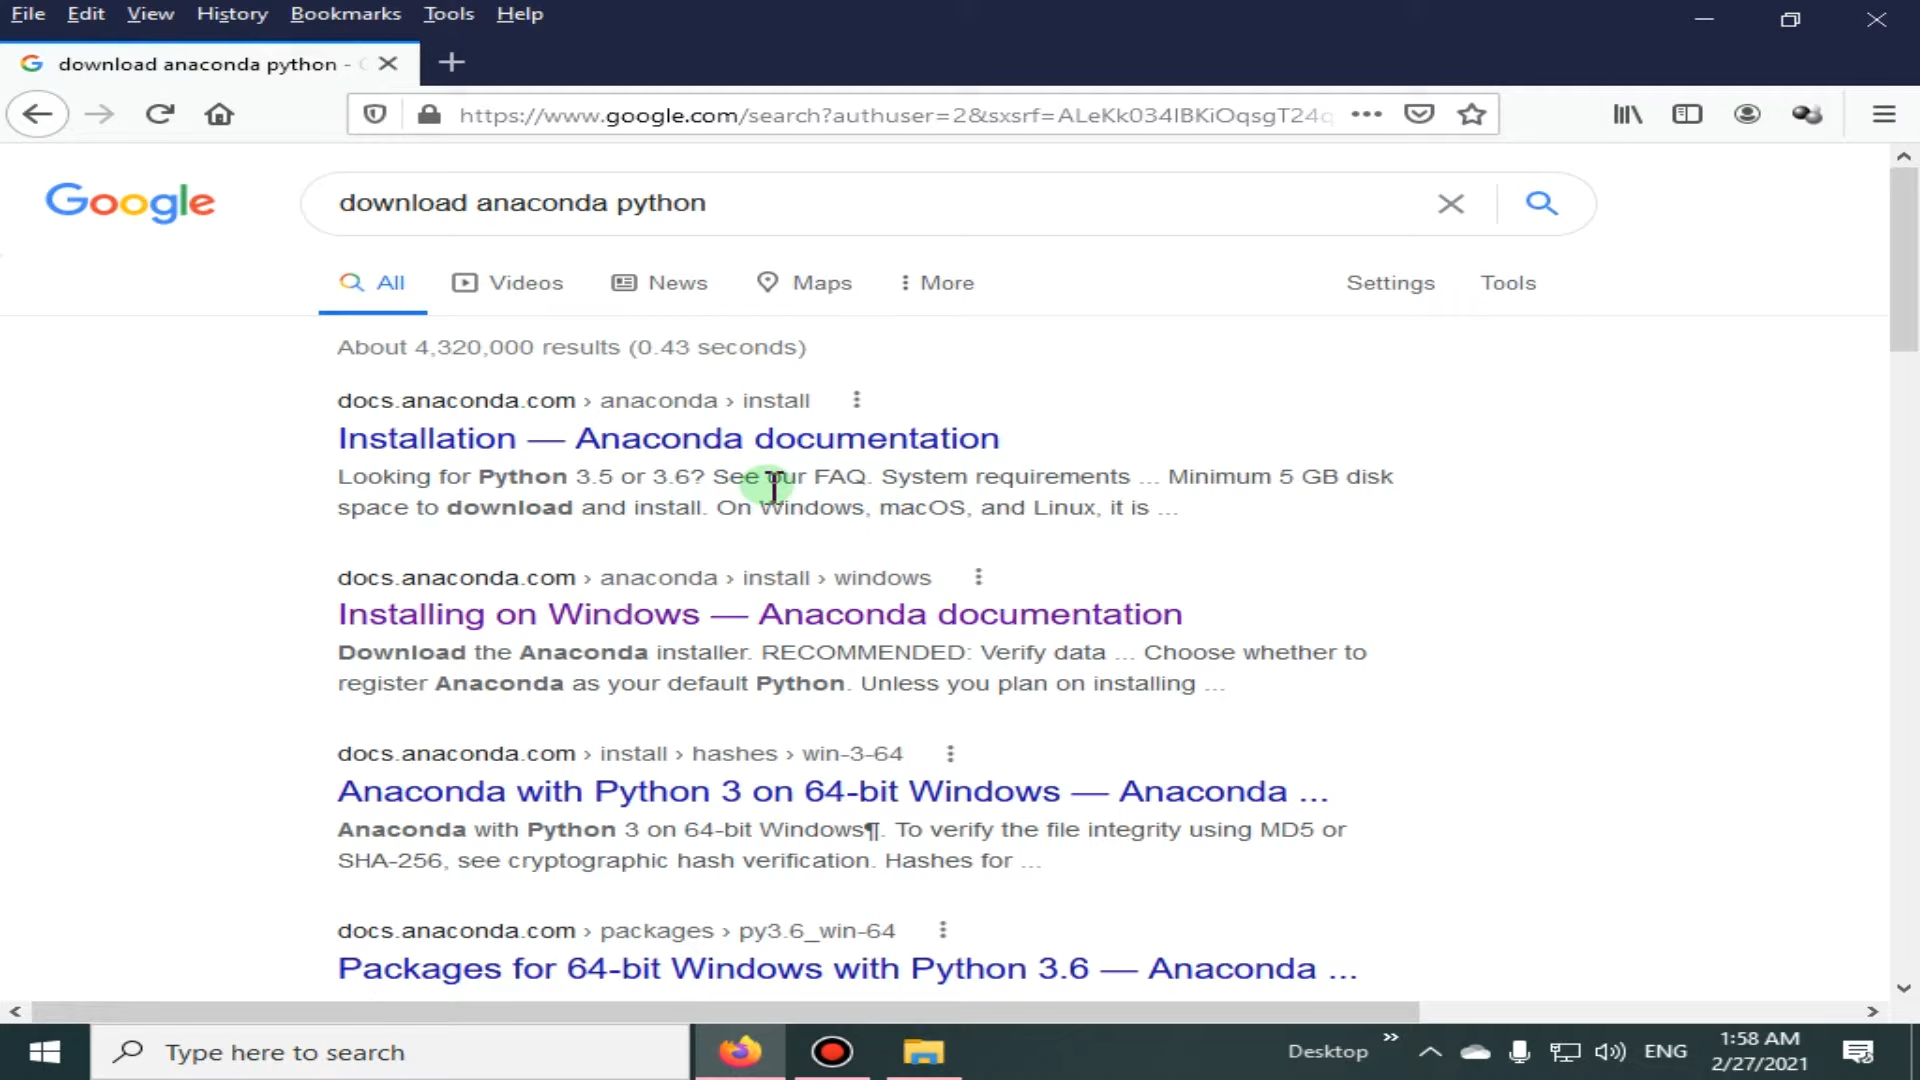 File Edit View History Bookmarks Tools Help
download anaconda python -
https://www.google.com/search?authuser=2&sxsrf=ALeKk034IBKiOqsgT24q
Google
download anaconda python
All Videos News Maps More Settings Tools
About 4,320,000 results (0.43 seconds)
docs.anaconda.com › anaconda › install
Installation — Anaconda documentation
Looking for Python 3.5 or 3.6? See our FAQ. System requirements ... Minimum 5 GB disk
space to download and install. On Windows, macOS, and Linux, it is ...
docs.anaconda.com › anaconda › install › windows
Installing on Windows — Anaconda documentation
Download the Anaconda installer. RECOMMENDED: Verify data ... Choose whether to
register Anaconda as your default Python. Unless you plan on installing ...
docs.anaconda.com › install › hashes › win-3-64
Anaconda with Python 3 on 64-bit Windows — Anaconda ...
Anaconda with Python 3 on 64-bit Windows¶. To verify the file integrity using MD5 or
SHA-256, see cryptographic hash verification. Hashes for ...
docs.anaconda.com › packages › py3.6_win-64
Packages for 64-bit Windows with Python 3.6 — Anaconda ...
Type here to search
Desktop
ENG
1:58 AM
2/27/2021